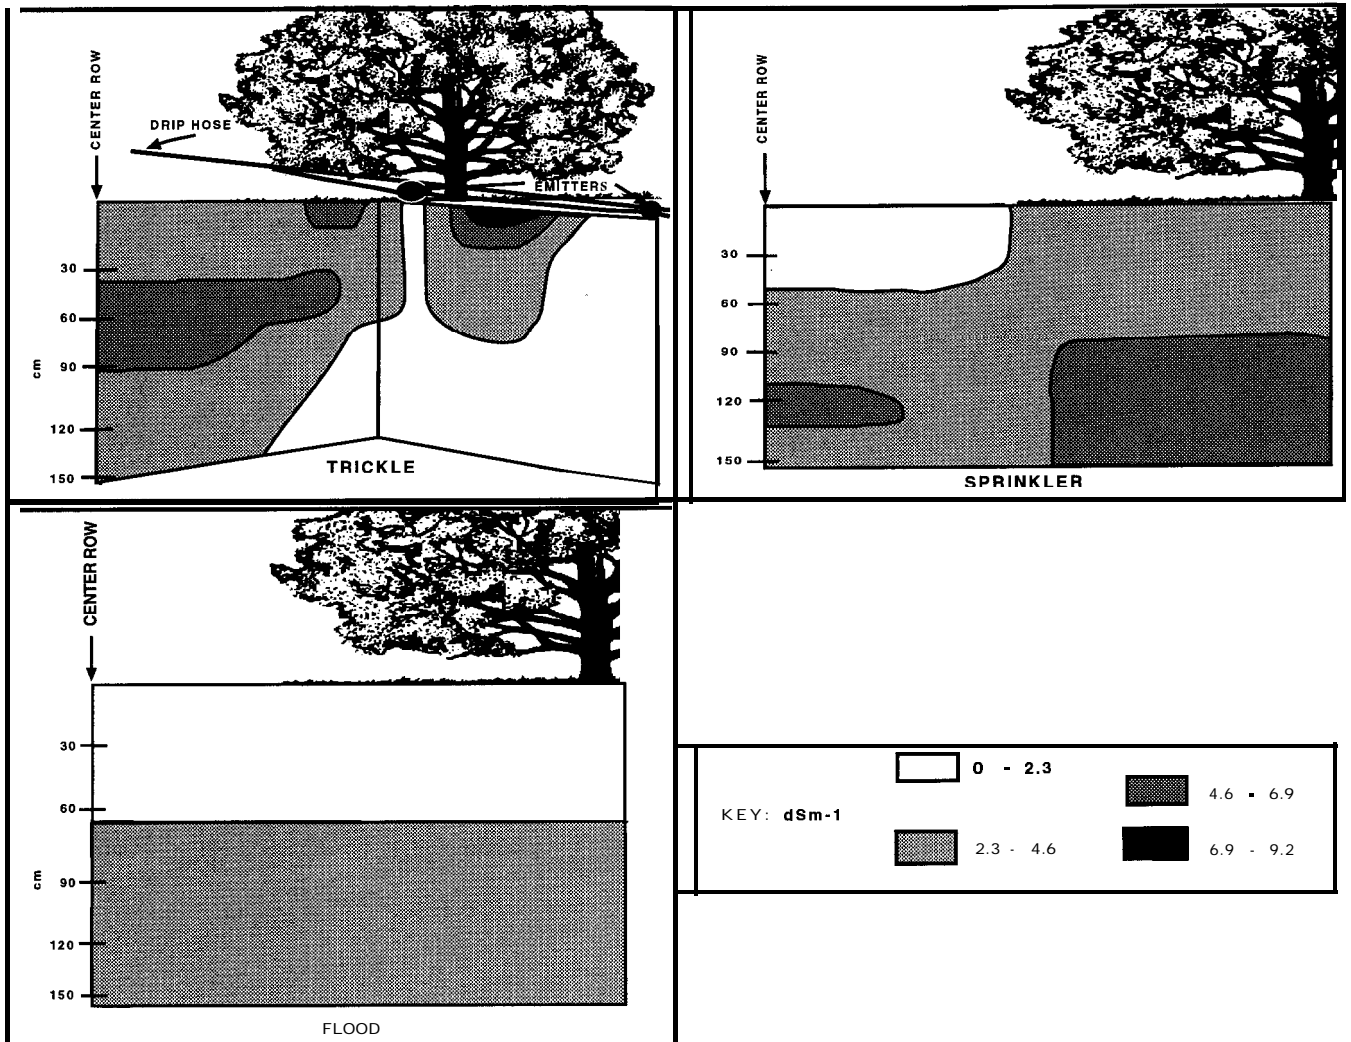 CENTER ROW
DRIP HOSE
EMITTERS
30
60
cm
90
120
150
TRICKLE
CENTER ROW
30
60
90
120
150
SPRINKLER
CENTER ROW
30
60
cm
90
120
150
FLOOD
KEY: dSm-1
0 - 2.3
2.3 - 4.6
4.6 - 6.9
6.9 - 9.2